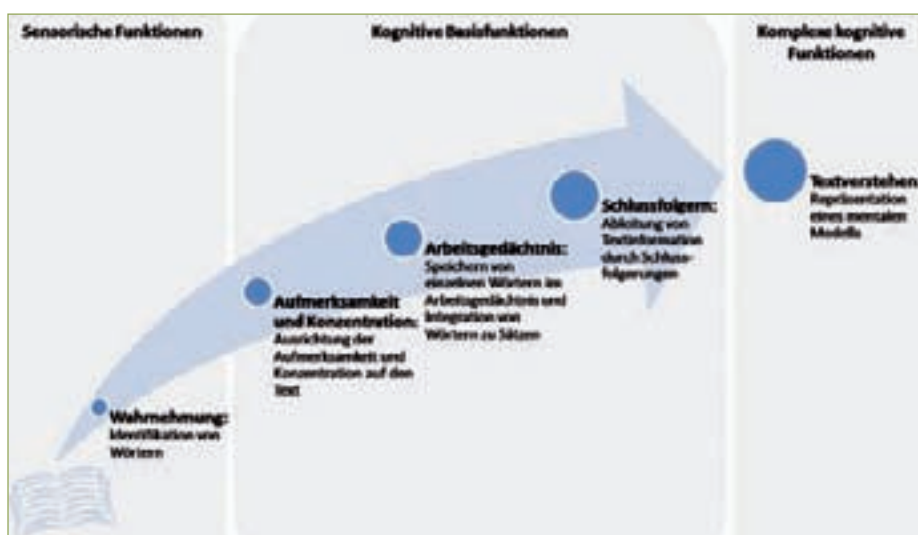 Sensorische Funktionen
Kognitive Basisfunktionen
Komplexe kognitive
Funktionen
Textverstehen:
Repräsentation
eines mentalen
Modells
Schlussfolgern:
Ableitung von
Textinformation
durch Schluss-
folgerungen
Arbeitsgedächtnis:
Speichern von
einzelnen Wörtern im
Arbeitsgedächtnis und
Integration von
Wörtern zu Sätzen
Aufmerksamkeit
und Konzentration:
Ausrichtung der
Aufmerksamkeit und
Konzentration auf den
Text
Wahrnehmung:
Identifikation von
Wörtern